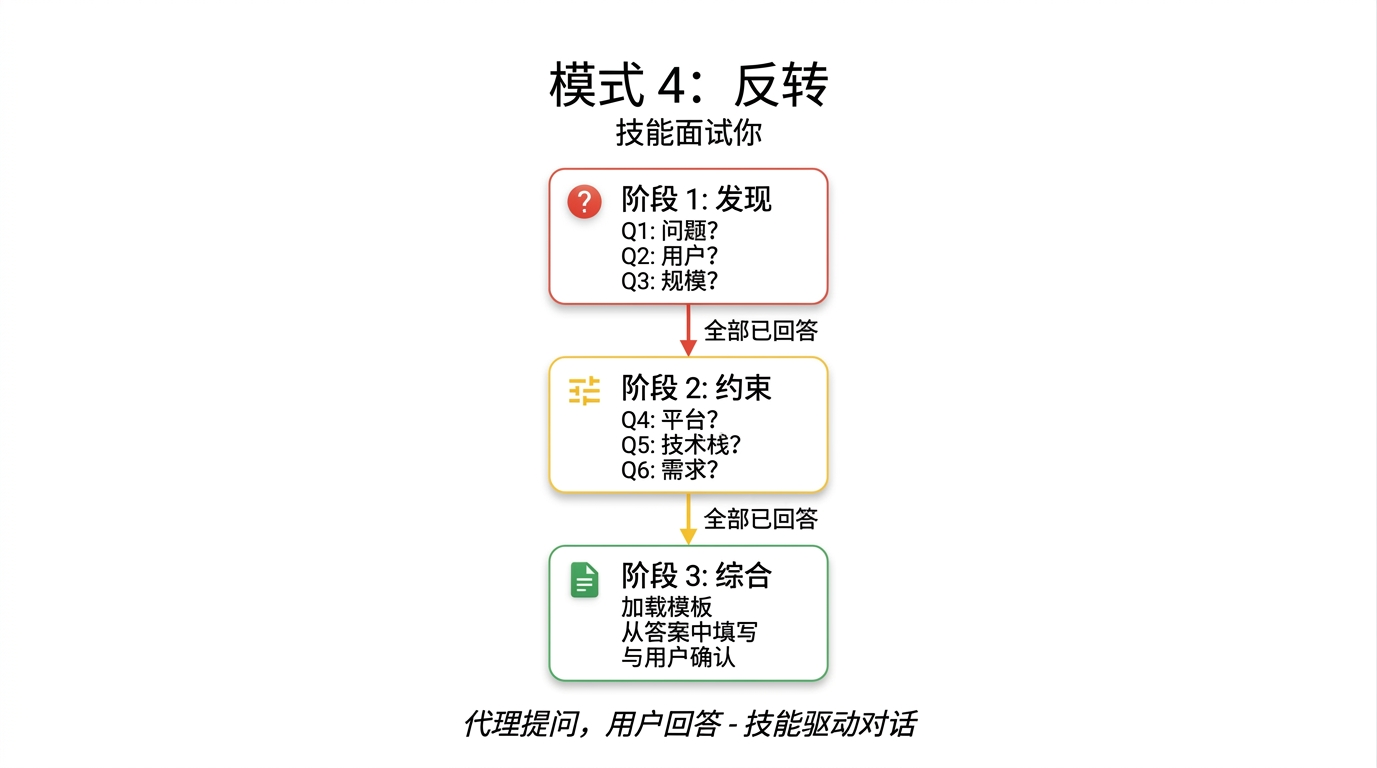 模式 4：反转
技能面试你
阶段 1: 发现
Q1: 问题？
Q2: 用户？
Q3: 规模？
全部已回答
阶段 2: 约束
Q4: 平台？
Q5: 技术栈？
Q6: 需求？
全部已回答
阶段 3: 综合
加载模板
从答案中填写
与用户确认
代理提问，用户回答 - 技能驱动对话